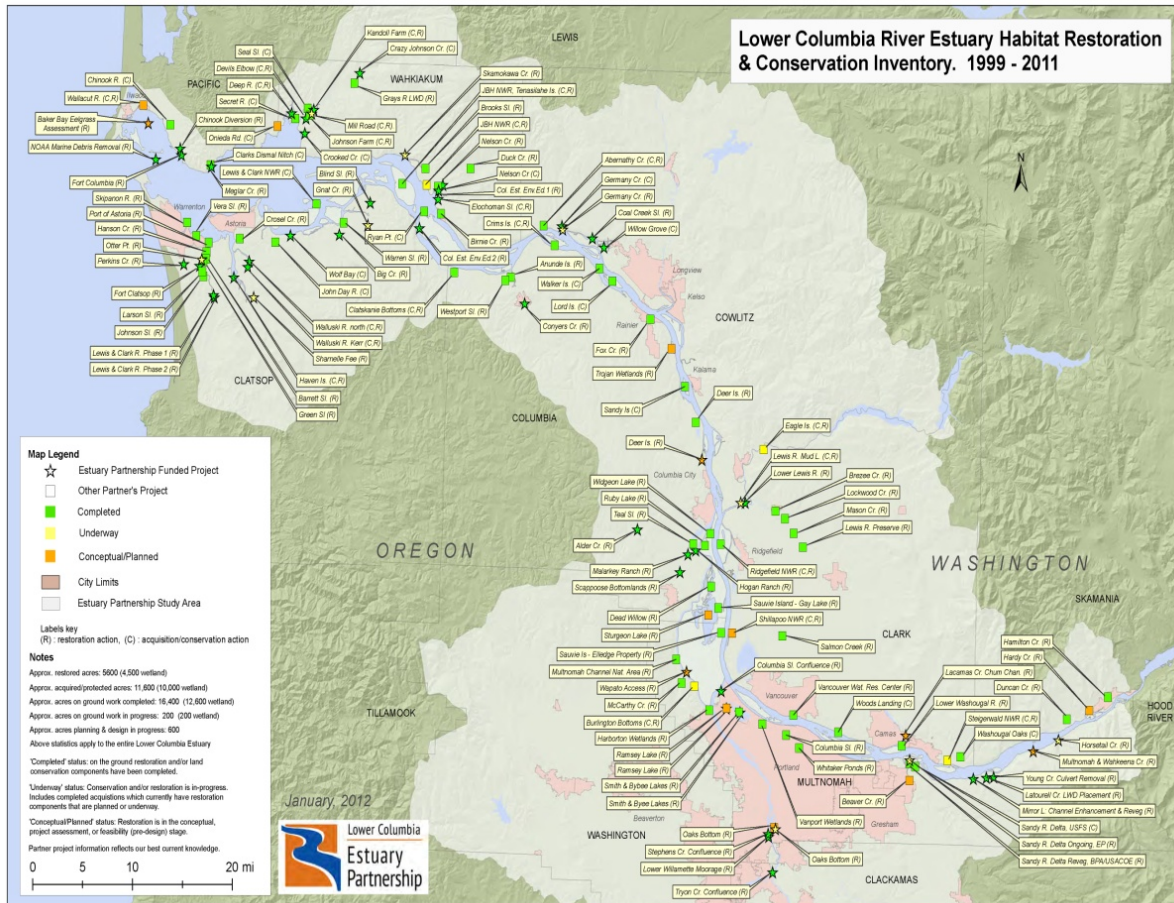 Lower Columbia River Estuary Habitat Restoration
& Conservation Inventory. 1999 - 2011
LEWIS
PACIFIC
WAHKIAKUM
Kandoll Farm (C,R)
Crazy Johnson Cr. (C)
Seal Sl. (C)
Devils Elbow (C,R)
Deep R. (C,R)
Secret R. (C)
Onieda Rd. (C)
Grays R LWD (R)
Mill Road (C,R)
Johnson Farm (C,R)
Crooked Cr. (C)
Chinook R. (C)
Ilwaco
Wallacut R. (C,R)
Baker Bay Eelgrass
Assessment (R)
NOAA Marine Debris Removal (R)
Chinook Diversion (R)
Fort Columbia (R)
Clarks Dismal Nitch (C)
Lewis & Clark NWR (C)
Meglar Cr. (R)
Skamokawa Cr. (R)
JBH NWR, Tenasilahe Is. (C,R)
Brooks Sl. (R)
JBH NWR (C,R)
Nelson Cr. (R)
Duck Cr. (R)
Nelson Cr (C)
Col. Est. Env.Ed.1 (R)
Elochoman Sl. (C,R)
Blind Sl. (R)
Gnat Cr. (R)
Ryan Pt. (C)
Birnie Cr. (R)
Col. Est. Env.Ed.2 (R)
Warren Sl. (R)
Big Cr. (R)
Wolf Bay (C)
John Day R. (C)
Clatskanie Bottoms (C,R)
Westport Sl. (R)
Skipanon R. (R)
Port of Astoria (R)
Hanson Cr. (R)
Otter Pt. (R)
Perkins Cr. (R)
Warrenton
Vera Sl. (R)
Astoria
Crosel Cr. (R)
Fort Clatsop (R)
Larson Sl. (R)
Johnson Sl. (R)
Lewis & Clark R. Phase 1 (R)
Lewis & Clark R. Phase 2 (R)
Walluski R. north (C,R)
Walluski R. Kerr (C,R)
Sharnelle Fee (R)
Haven Is. (C,R)
Barrett Sl. (R)
Green Sl (R)
CLATSOP
Abernathy Cr. (C,R)
Germany Cr. (C)
Germany Cr. (R)
Coal Creek Sl. (R)
Willow Grove (C)
Crims Is. (C,R)
Anunde Is. (R)
Walker Is. (C)
Lord Is. (C)
Conyers Cr. (R)
Longview
Kelso
Rainier
COWLITZ
Fox Cr. (R)
Trojan Wetlands (R)
Kalama
Sandy Is (C)
Deer Is. (R)
Deer Is. (R)
COLUMBIA
Columbia City
Eagle Is. (C,R)
Lewis R. Mud L. (C,R)
Lower Lewis R. (R)
Brezee Cr. (R)
Lockwood Cr. (R)
Mason Cr. (R)
Lewis R. Preserve (R)
Widgeon Lake (R)
Ruby Lake (R)
Teal Sl. (R)
Alder Cr. (R)
Malarkey Ranch (R)
Scappoose Bottomlands (R)
Ridgefield
Ridgefield NWR (C,R)
Hogan Ranch (R)
OREGON
WASHINGTON
SKAMANIA
Dead Willow (R)
Sturgeon Lake (R)
Sauvie Is - Elledge Property (R)
Sauvie Island - Gay Lake (R)
Shillapoo NWR (C,R)
Salmon Creek (R)
CLARK
Multnomah Channel Nat. Area (R)
Wapato Access (R)
McCarthy Cr. (R)
Burlington Bottoms (C,R)
Harborton Wetlands (R)
Ramsey Lake (R)
Ramsey Lake (R)
Smith & Bybee Lakes (R)
Smith & Byee Lakes (R)
Columbia Sl. Confluence (R)
Vancouver
Vancouver Wat. Res. Center (R)
Woods Landing (C)
Columbia Sl. (R)
Whitaker Ponds (R)
Portland
MULTNOMAH
Vanport Wetlands (R)
Beaver Cr. (R)
Gresham
Camas
Hamilton Cr. (R)
Hardy Cr. (R)
Lacamas Cr. Chum Chan. (R)
Duncan Cr. (R)
Lower Washougal R. (R)
Steigerwald NWR (C,R)
Washougal Oaks (C)
HOOD
RIVER
Horsetail Cr. (R)
Multnomah & Wahkeena Cr. (R)
Young Cr. Culvert Removal (R)
Latourell Cr. LWD Placement (R)
Mirror L. Channel Enhancement & Reveg (R)
Sandy R. Delta, USFS (C)
Sandy R. Delta Ongoing, EP (R)
Sandy R. Delta Reveg, BPA/USACOE (R)
TILLAMOOK
Beaverton
WASHINGTON
Oaks Bottom (R)
Stephens Cr. Confluence (R)
Lower Willamette Moorage (R)
Oaks Bottom (R)
Tryon Cr. Confluence (R)
CLACKAMAS
N
Map Legend
Estuary Partnership Funded Project
Other Partner's Project
Completed
Underway
Conceptual/Planned
City Limits
Estuary Partnership Study Area
Labels key
(R) : restoration action, (C) : acquisition/conservation action
Notes
Approx. restored acres: 5600 (4,500 wetland)
Approx. acquired/protected acres: 11,600 (10,000 wetland)
Approx. acres on ground work completed: 16,400 (12,600 wetland)
Approx. acres on ground work in progress: 200 (200 wetland)
Approx. acres planning & design in progress: 600
Above statistics apply to the entire Lower Columbia Estuary
'Completed' status: on the ground restoration and/or land
conservation components have been completed.
'Underway' status: Conservation and/or restoration is in-progress.
Includes completed acquisitions which currently have restoration
components that are planned or underway.
'Conceptual/Planned' status: Restoration is in the conceptual,
project assessment, or feasibility (pre-design) stage.
Partner project information reflects our best current knowledge.
0 5 10 20 mi
January, 2012
Lower Columbia
Estuary
Partnership